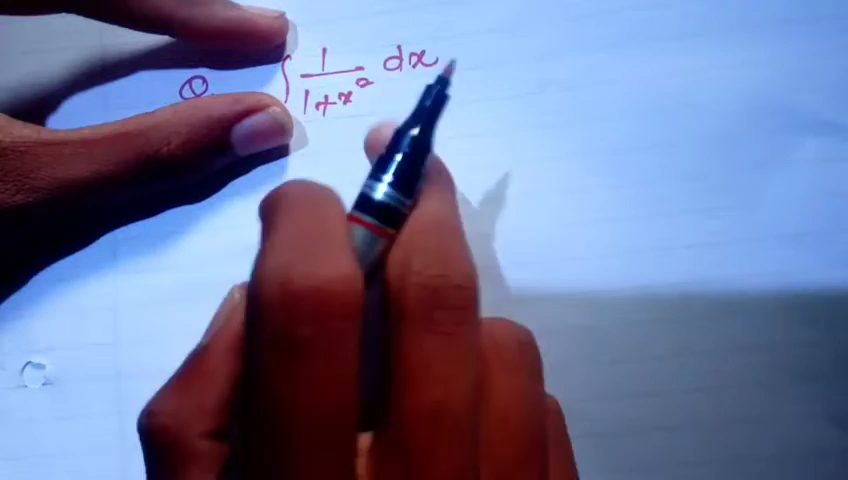 Q ∫ 1/(1+x²) dx